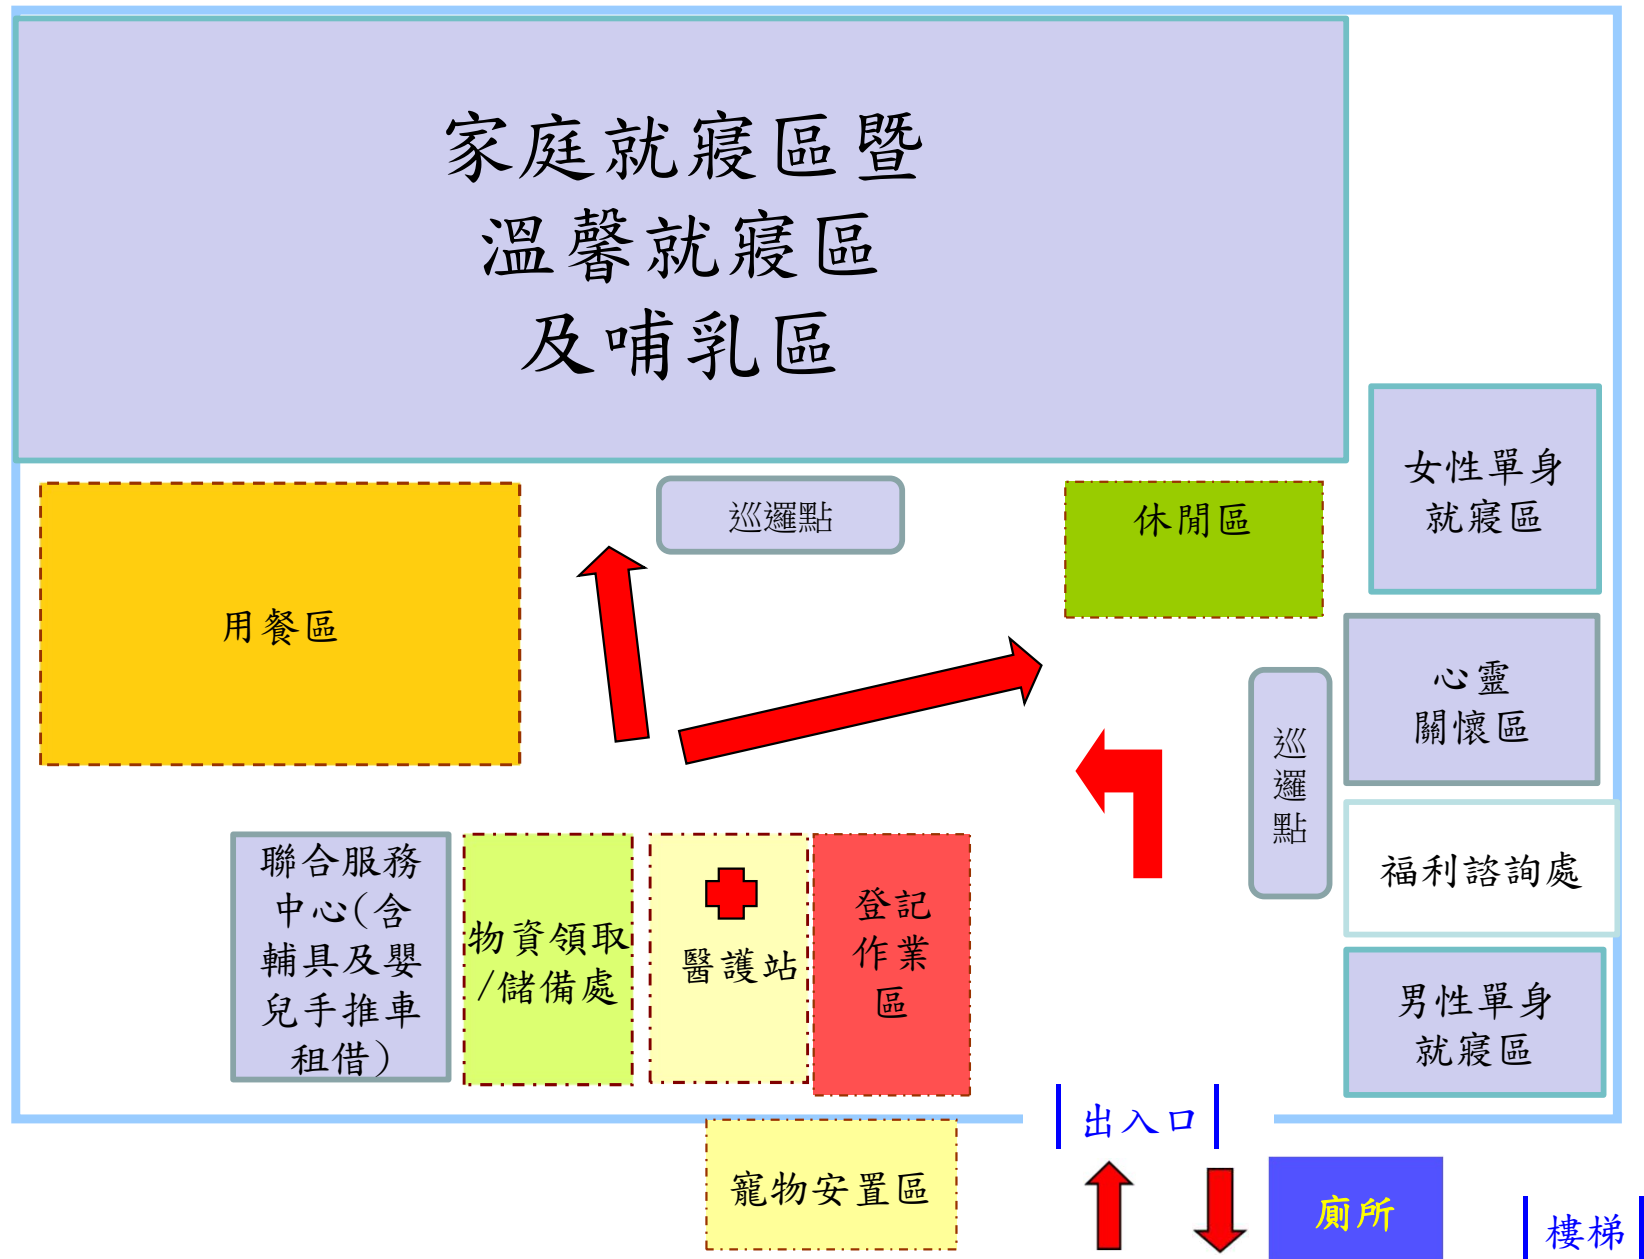 家庭就寢區暨
溫馨就寢區
及哺乳區
女性單身
就寢區
巡邏點
休閒區
用餐區
心靈
關懷區
巡
邏
點
福利諮詢處
聯合服務
中心(含
輔具及嬰
兒手推車
租借)
物資領取
/儲備處
醫護站
登記
作業
區
男性單身
就寢區
出入口
寵物安置區
廁所
樓梯